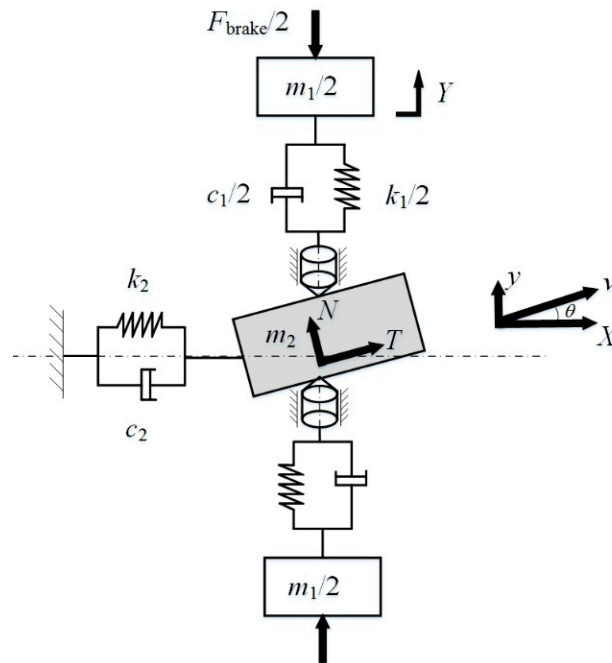 F_brake/2
m_1/2
Y
c_1/2
k_1/2
k_2
N
m_2
T
y
v
θ
X
c_2
m_1/2